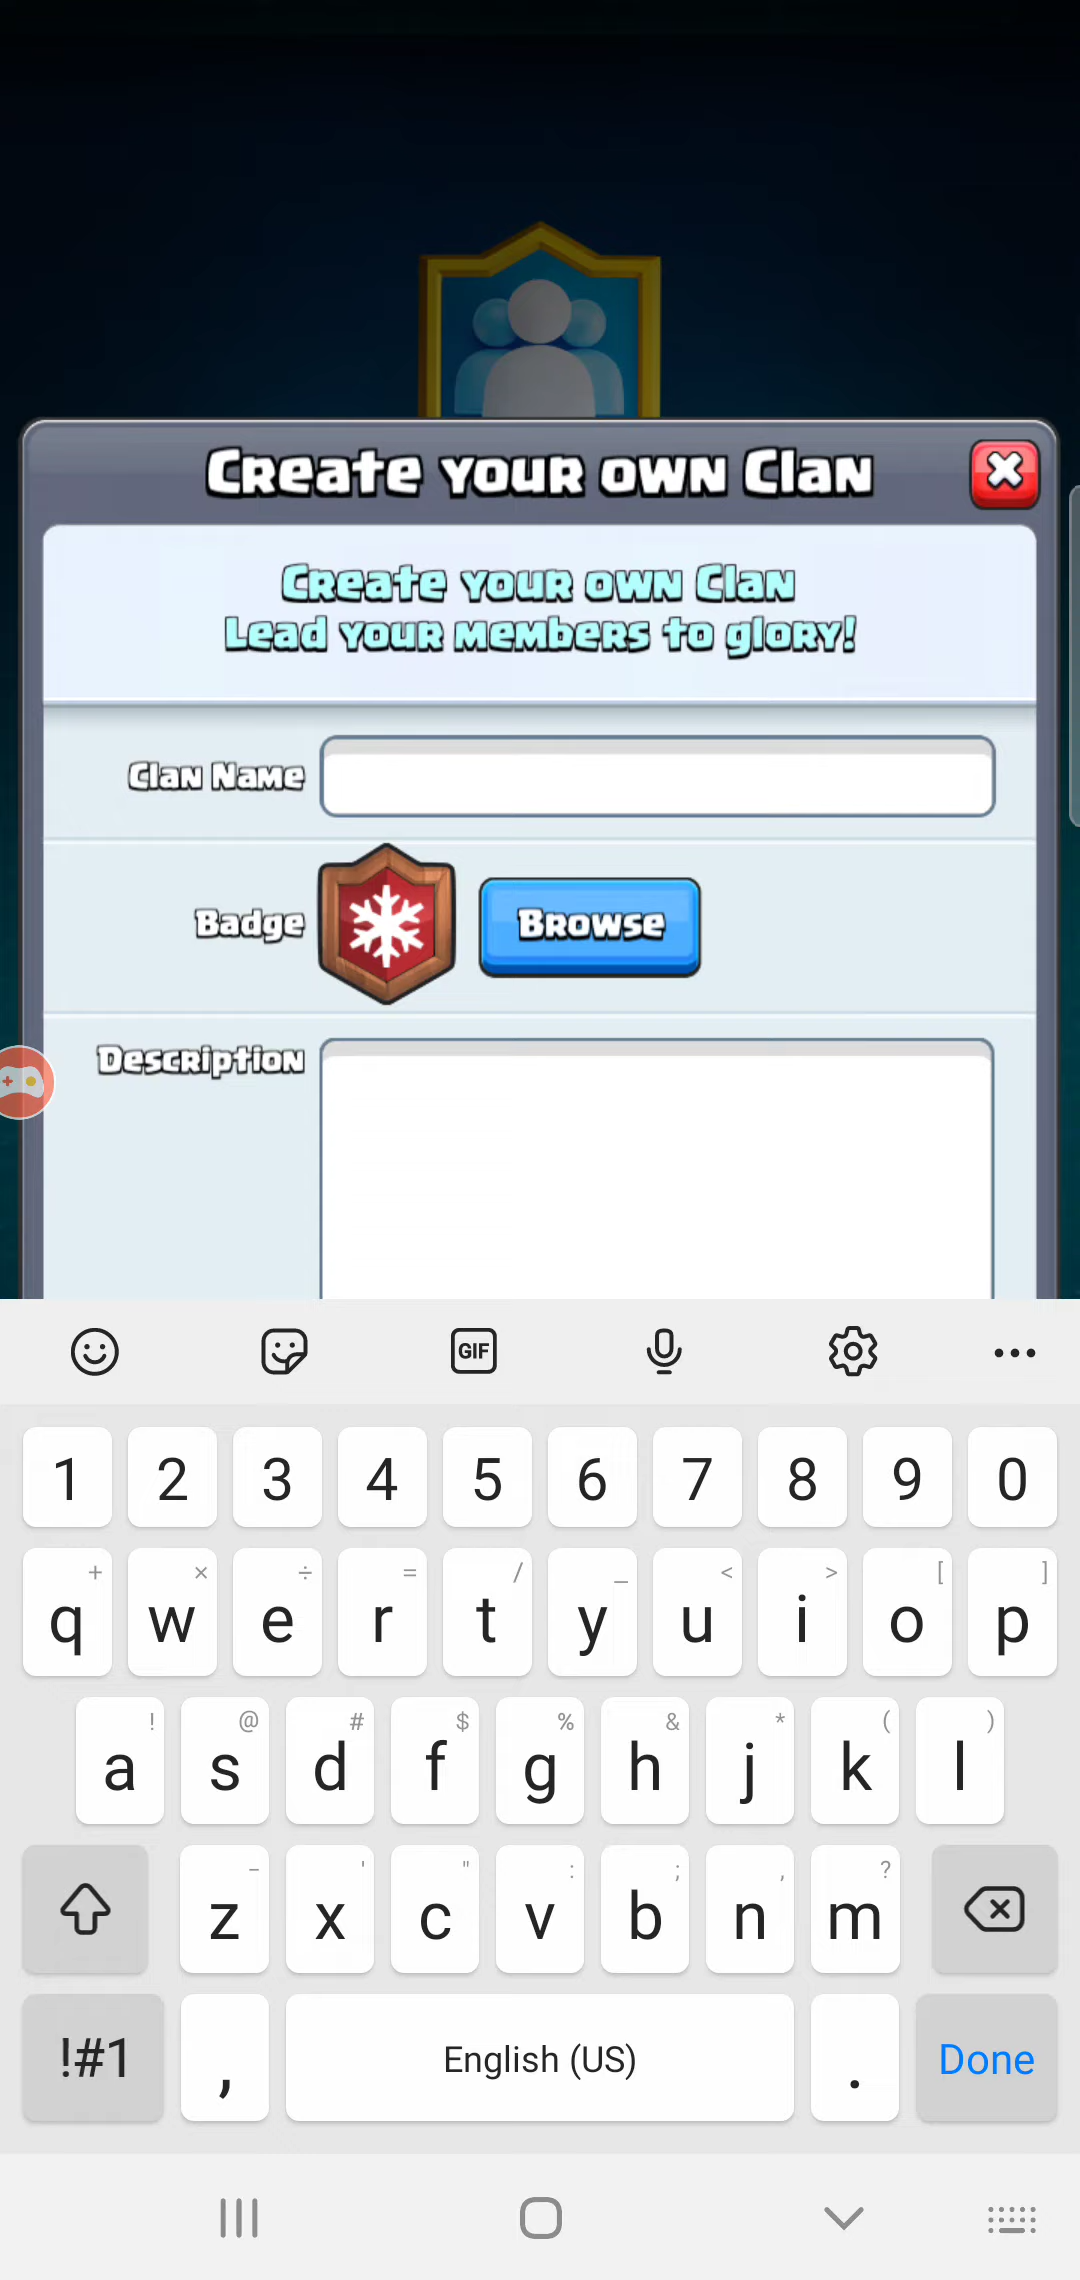 Create your own Clan
Create your own Clan
Lead your members to glory!
Clan Name
Badge
Browse
Description
GIF
1 2 3 4 5 6 7 8 9 0
+ × ÷ = / _ < > [ ]
q w e r t y u i o p
! @ # $ % & * ( )
a s d f g h j k l
- ' " : ; , ?
z x c v b n m
!#1 , English (US) . Done